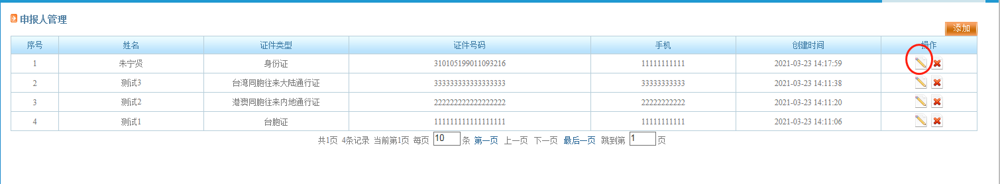 申报人管理
添加
序号 姓名 证件类型 证件号码 手机 创建时间 操作
1 朱宁贤 身份证 310105199011093216 11111111111 2021-03-23 14:17:59
2 测试3 台湾同胞往来大陆通行证 333333333333333333 33333333333 2021-03-23 14:11:38
3 测试2 港澳同胞往来内地通行证 222222222222222222 22222222222 2021-03-23 14:11:20
4 测试1 台胞证 111111111111111111 11111111111 2021-03-23 14:11:06
共1页 4条记录 当前第1页 每页 10 条 第一页 上一页 下一页 最后一页 跳到第 1 页